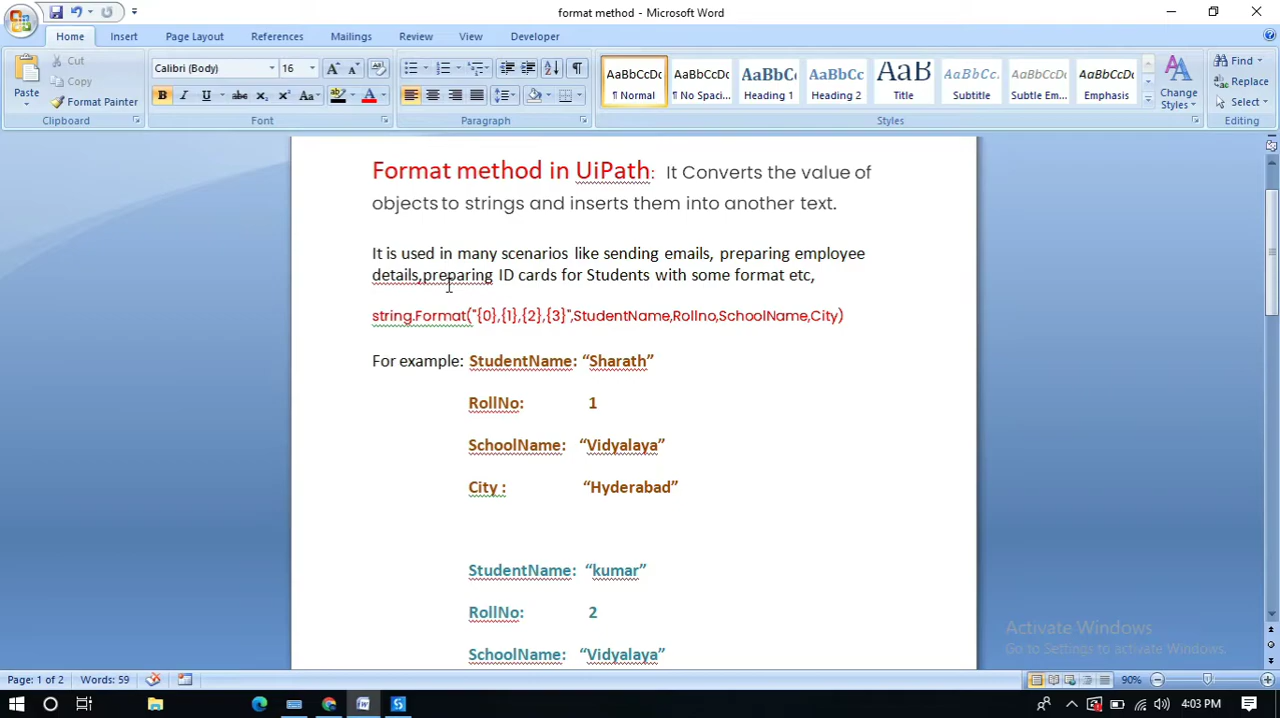 format method - Microsoft Word
Home Insert Page Layout References Mailings Review View Developer
Paste
Cut
Copy
Format Painter
Clipboard
Calibri (Body) 16
Font
Paragraph
AaBbCcDc AaBbCcDc AaBbC AaBbCc AaB AaBbCc. AaBbCcDc AaBbCcDc
¶ Normal ¶ No Spaci... Heading 1 Heading 2 Title Subtitle Subtle Em... Emphasis
Change Styles
Styles
Find
Replace
Select
Editing
Format method in UiPath: It Converts the value of
objects to strings and inserts them into another text.
It is used in many scenarios like sending emails, preparing employee
details,preparing ID cards for Students with some format etc,
string.Format("{0},{1},{2},{3}",StudentName,Rollno,SchoolName,City)
For example: StudentName: “Sharath”
RollNo: 1
SchoolName: “Vidyalaya”
City : “Hyderabad”
StudentName: “kumar”
RollNo: 2
SchoolName: “Vidyalaya”
Activate Windows
Go to Settings to activate Windows.
Page: 1 of 2 Words: 59 90%
4:03 PM